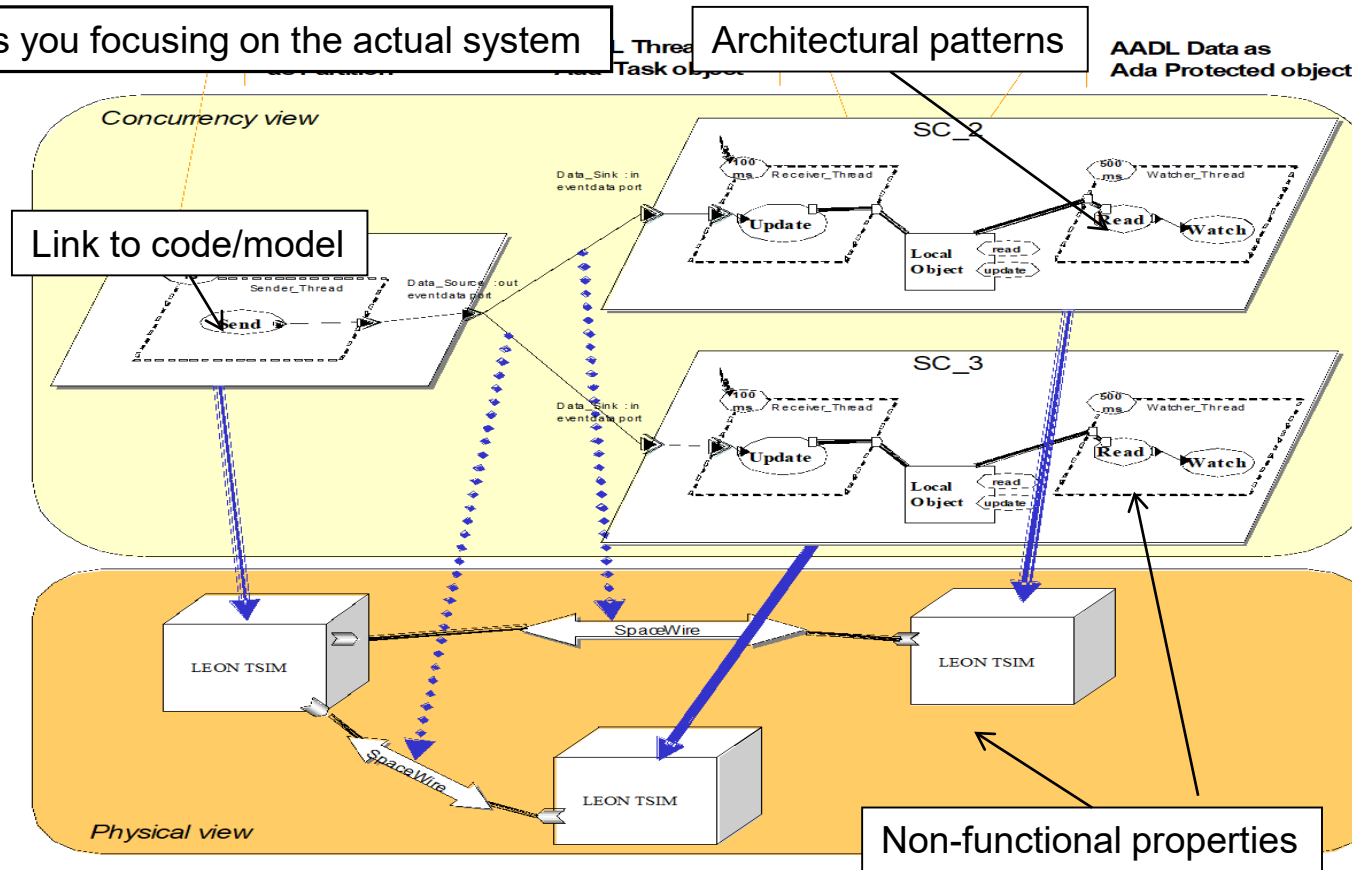 s you focusing on the actual system
L Threa
Architectural patterns
AADL Data as
Ada Protected object
as Partition
Ada Task object
Concurrency view
SC_2
Data_Sink : in
eventdata port
100
ms
Receiver_Thread
500
ms
Watcher_Thread
Update
Read
Watch
Local
Object
read
update
Link to code/model
Sender_Thread
Data_Source : out
eventdata port
Send
SC_3
Data_Sink : in
eventdata port
100
ms
Receiver_Thread
500
ms
Watcher_Thread
Update
Read
Watch
Local
Object
read
update
SpaceWire
LEON TSIM
LEON TSIM
SpaceWire
LEON TSIM
Physical view
Non-functional properties